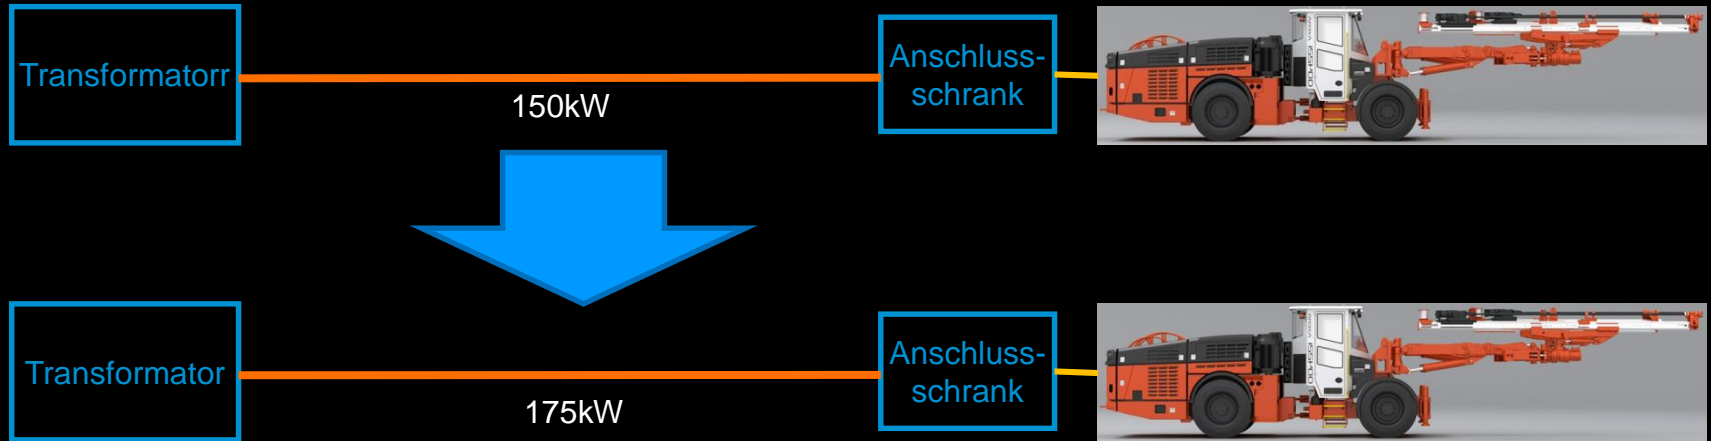 Transformatorr
150kW
Anschluss-
schrank
Transformator
175kW
Anschluss-
schrank